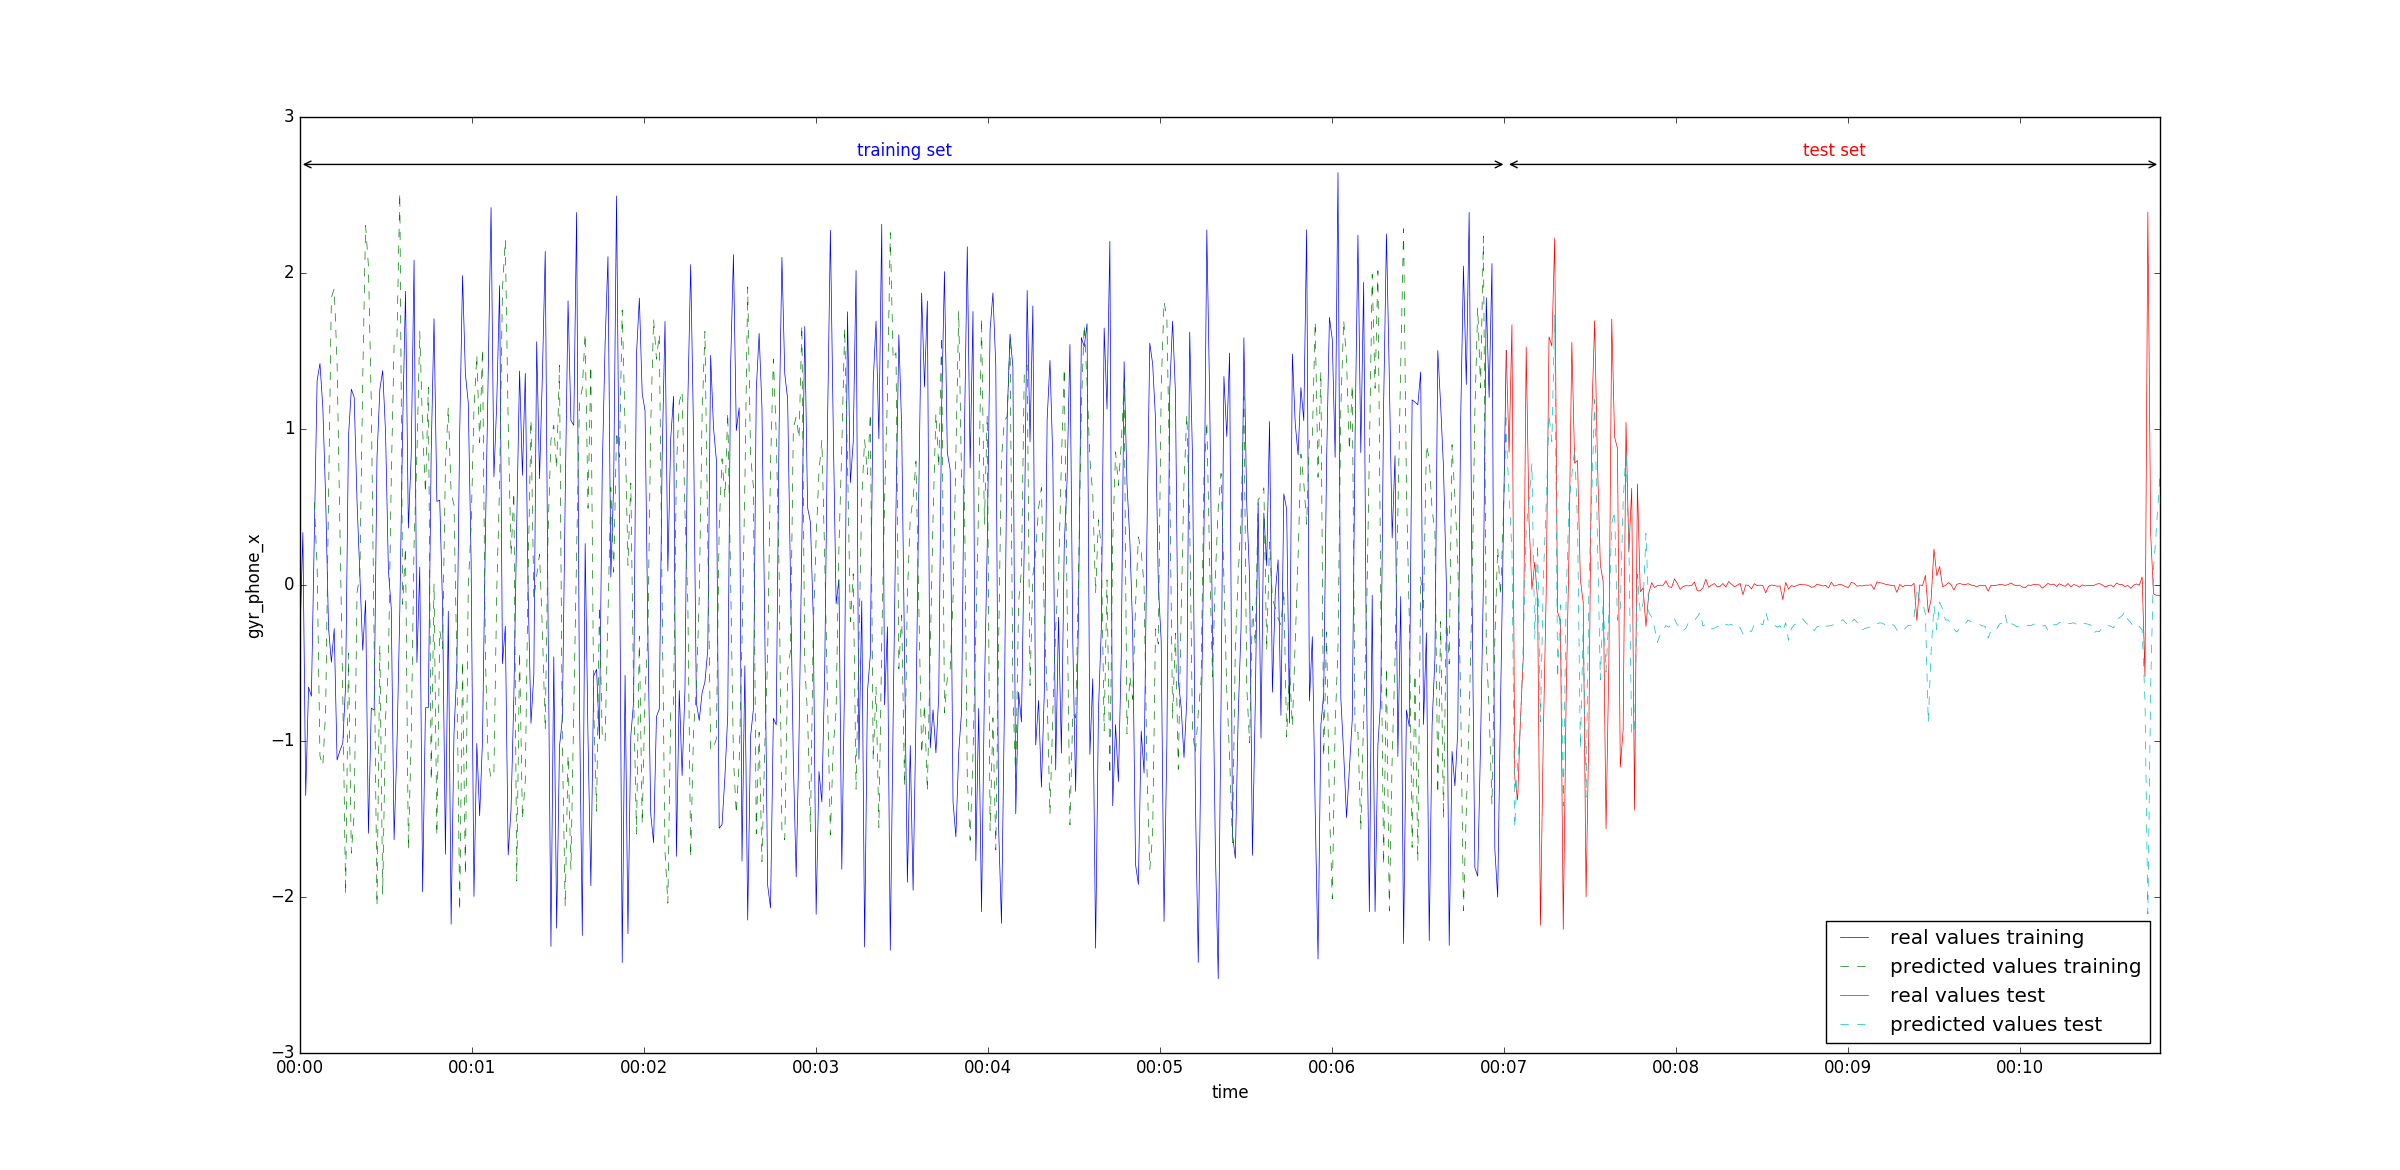 training set
test set
3
2
1
0
−1
−2
−3
gyr_phone_x
real values training
predicted values training
real values test
predicted values test
00:00 00:01 00:02 00:03 00:04 00:05 00:06 00:07 00:08 00:09 00:10
time